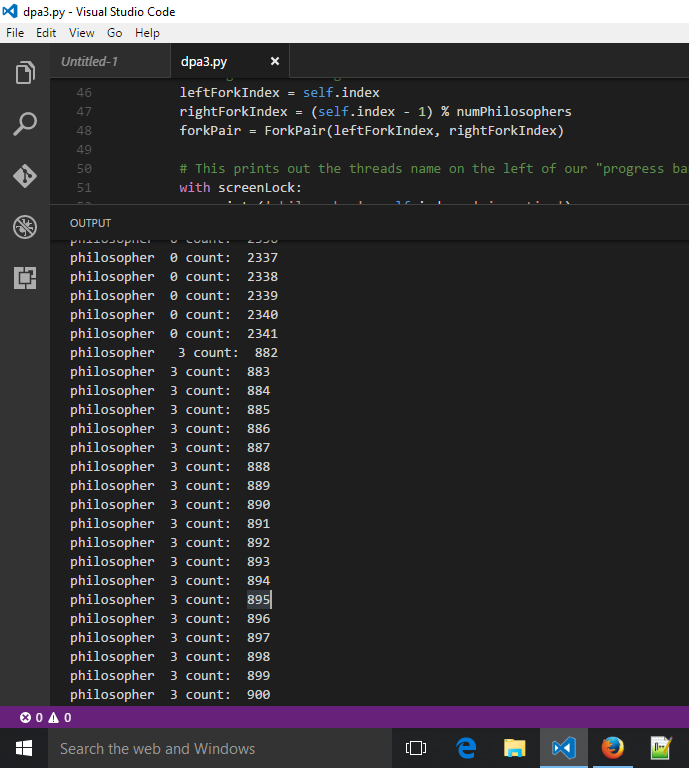 dpa3.py - Visual Studio Code
File Edit View Go Help
Untitled-1 dpa3.py ×
46 leftForkIndex = self.index
47 rightForkIndex = (self.index - 1) % numPhilosophers
48 forkPair = ForkPair(leftForkIndex, rightForkIndex)
49
50 # This prints out the threads name on the left of our "progress ba
51 with screenLock:
OUTPUT
philosopher 0 count: 2336
philosopher 0 count: 2337
philosopher 0 count: 2338
philosopher 0 count: 2339
philosopher 0 count: 2340
philosopher 0 count: 2341
philosopher  3 count:  882
philosopher 3 count: 883
philosopher 3 count: 884
philosopher 3 count: 885
philosopher 3 count: 886
philosopher 3 count: 887
philosopher 3 count: 888
philosopher 3 count: 889
philosopher 3 count: 890
philosopher 3 count: 891
philosopher 3 count: 892
philosopher 3 count: 893
philosopher 3 count: 894
philosopher 3 count: 895
philosopher 3 count: 896
philosopher 3 count: 897
philosopher 3 count: 898
philosopher 3 count: 899
philosopher 3 count: 900
0 0
Search the web and Windows